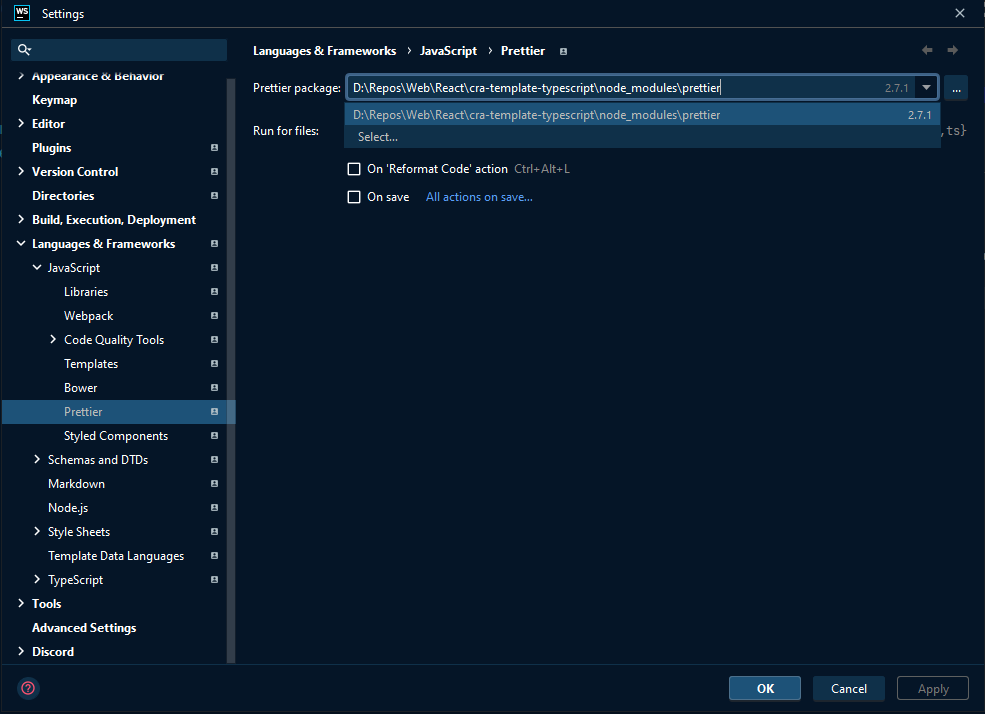 WS Settings
Languages & Frameworks › JavaScript › Prettier
Appearance & Behavior
Prettier package: D:\Repos\Web\React\cra-template-typescript\node_modules\prettier 2.7.1 ...
Keymap
D:\Repos\Web\React\cra-template-typescript\node_modules\prettier 2.7.1
Editor
Run for files: ,ts}
Select...
Plugins
Version Control
On 'Reformat Code' action Ctrl+Alt+L
Directories
On save All actions on save...
Build, Execution, Deployment
Languages & Frameworks
JavaScript
Libraries
Webpack
Code Quality Tools
Templates
Bower
Prettier
Styled Components
Schemas and DTDs
Markdown
Node.js
Style Sheets
Template Data Languages
TypeScript
Tools
Advanced Settings
Discord
? OK Cancel Apply